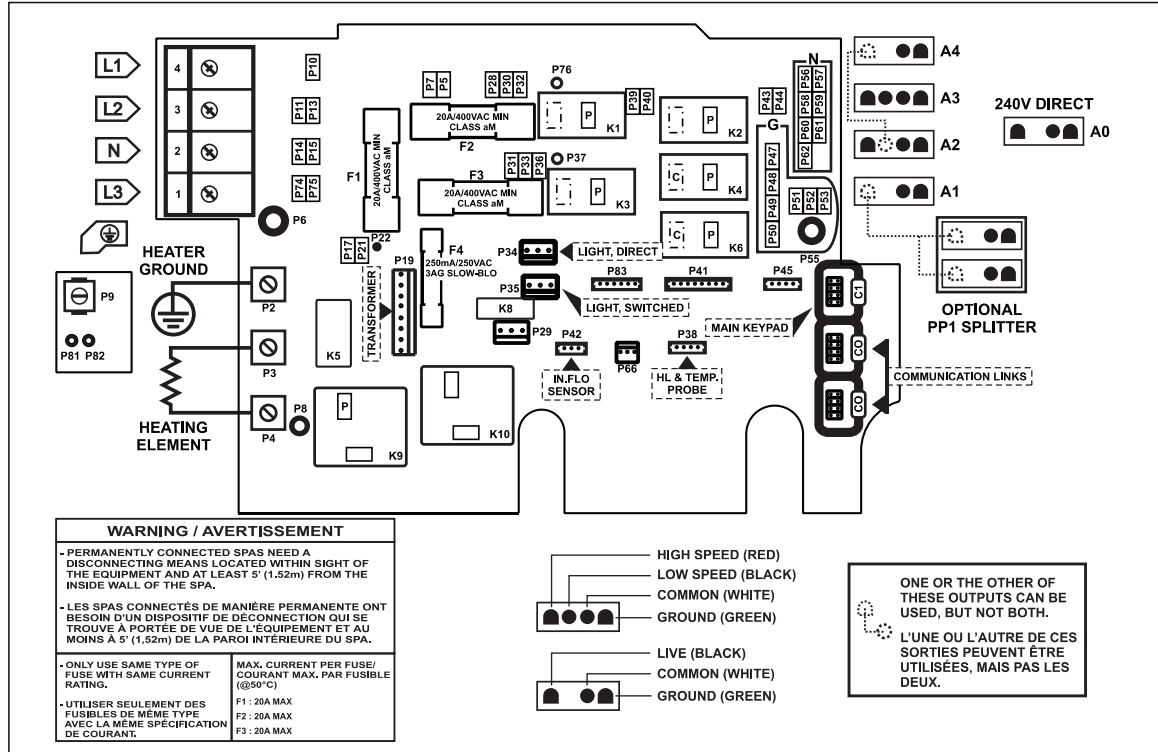 L1
L2
N
L3
4
3
2
1
P10
P11 P13
P14 P15
P74 P75
P6
P7 P5
P28 P30 P32
P76
20A/400VAC MIN
CLASS aM
F2
K1
P39 P40
P
K2
P43 P44
G
N
P56 P57
P58 P59
P60 P61
P62
F1
20A/400VAC MIN
CLASS aM
P31 P33 P36
P37
F3
20A/400VAC MIN
CLASS aM
P
K3
C P
K4
P47
P48
P49
P50
P51
P52
P53
P55
C P
K6
P17 P21
P22
P19
TRANSFORMER
F4
250mA/250VAC
3AG SLOW-BLO
P34
LIGHT, DIRECT
P35
LIGHT, SWITCHED
K8
P29
P83
P41
P45
MAIN KEYPAD
C1
CO
CO
COMMUNICATION LINKS
P42
IN.FLO
SENSOR
P66
P38
HL & TEMP.
PROBE
HEATER
GROUND
P9
P81 P82
P2
P3
P4
K5
P8
HEATING
ELEMENT
P
K9
K10
A4
A3
A2
A1
240V DIRECT
A0
OPTIONAL
PP1 SPLITTER
WARNING / AVERTISSEMENT
- PERMANENTLY CONNECTED SPAS NEED A
DISCONNECTING MEANS LOCATED WITHIN SIGHT OF
THE EQUIPMENT AND AT LEAST 5' (1.52m) FROM THE
INSIDE WALL OF THE SPA.
- LES SPAS CONNECTÉS DE MANIÈRE PERMANENTE ONT
BESOIN D'UN DISPOSITIF DE DÉCONNECTION QUI SE
TROUVE À PORTÉE DE VUE DE L'ÉQUIPEMENT ET AU
MOINS À 5' (1,52m) DE LA PAROI INTÉRIEURE DU SPA.
- ONLY USE SAME TYPE OF
FUSE WITH SAME CURRENT
RATING.
- UTILISER SEULEMENT DES
FUSIBLES DE MÊME TYPE
AVEC LA MÊME SPÉCIFICATION
DE COURANT.
MAX. CURRENT PER FUSE/
COURANT MAX. PAR FUSIBLE
(@50°C)
F1 : 20A MAX
F2 : 20A MAX
F3 : 20A MAX
HIGH SPEED (RED)
LOW SPEED (BLACK)
COMMON (WHITE)
GROUND (GREEN)
LIVE (BLACK)
COMMON (WHITE)
GROUND (GREEN)
ONE OR THE OTHER OF
THESE OUTPUTS CAN BE
USED, BUT NOT BOTH.
L'UNE OU L'AUTRE DE CES
SORTIES PEUVENT ÊTRE
UTILISÉES, MAIS PAS LES
DEUX.